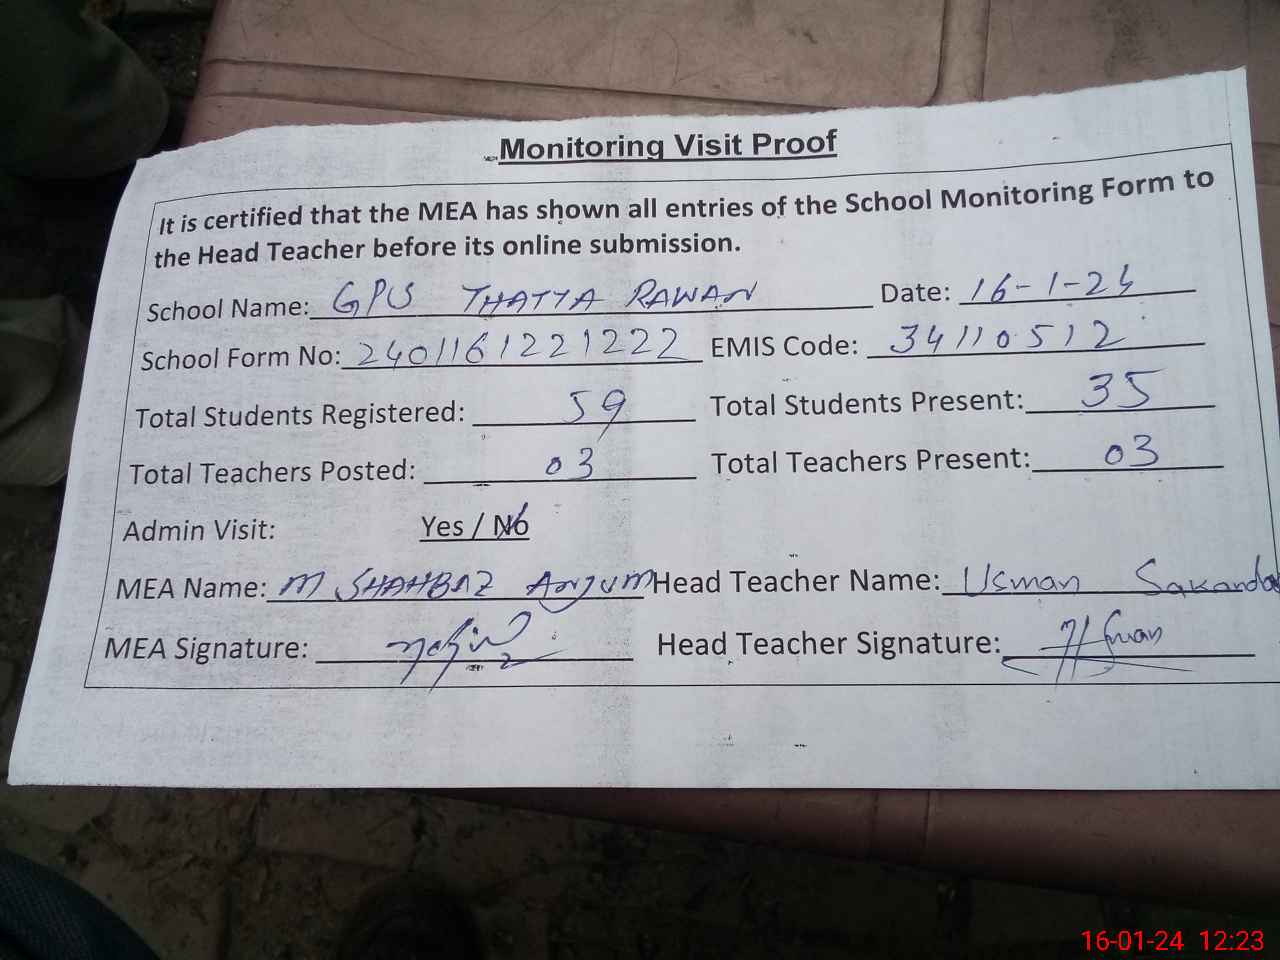 Monitoring Visit Proof
It is certified that the MEA has shown all entries of the School Monitoring Form to
the Head Teacher before its online submission.
School Name: GPS THATTA RAWAN Date: 16-1-24
School Form No: 2401161221222 EMIS Code: 34110512
Total Students Registered: 59 Total Students Present: 35
Total Teachers Posted: 03 Total Teachers Present: 03
Admin Visit: Yes / No
MEA Name: M SHAHBAZ Anjum Head Teacher Name: Usman
MEA Signature: Head Teacher Signature:
16-01-24 12:23